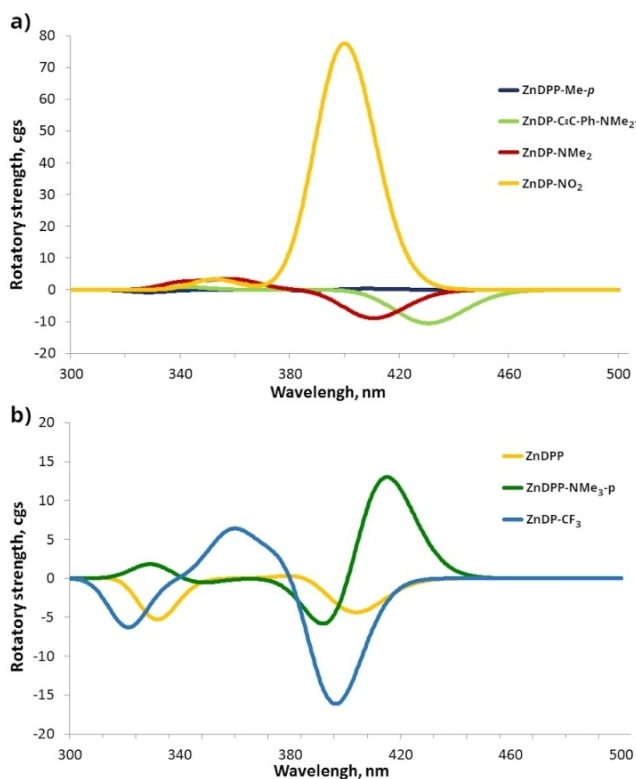 a)
80
70
60
50
40
30
20
10
0
-10
-20
Rotatory strength, cgs
ZnDPP-Me-p
ZnDP-C≡C-Ph-NMe₂-
ZnDP-NMe₂
ZnDP-NO₂
300 340 380 420 460 500
Wavelengh, nm
b)
20
15
10
5
0
-5
-10
-15
-20
Rotatory strength, cgs
ZnDPP
ZnDPP-NMe₃-p
ZnDP-CF₃
300 340 380 420 460 500
Wavelengh, nm